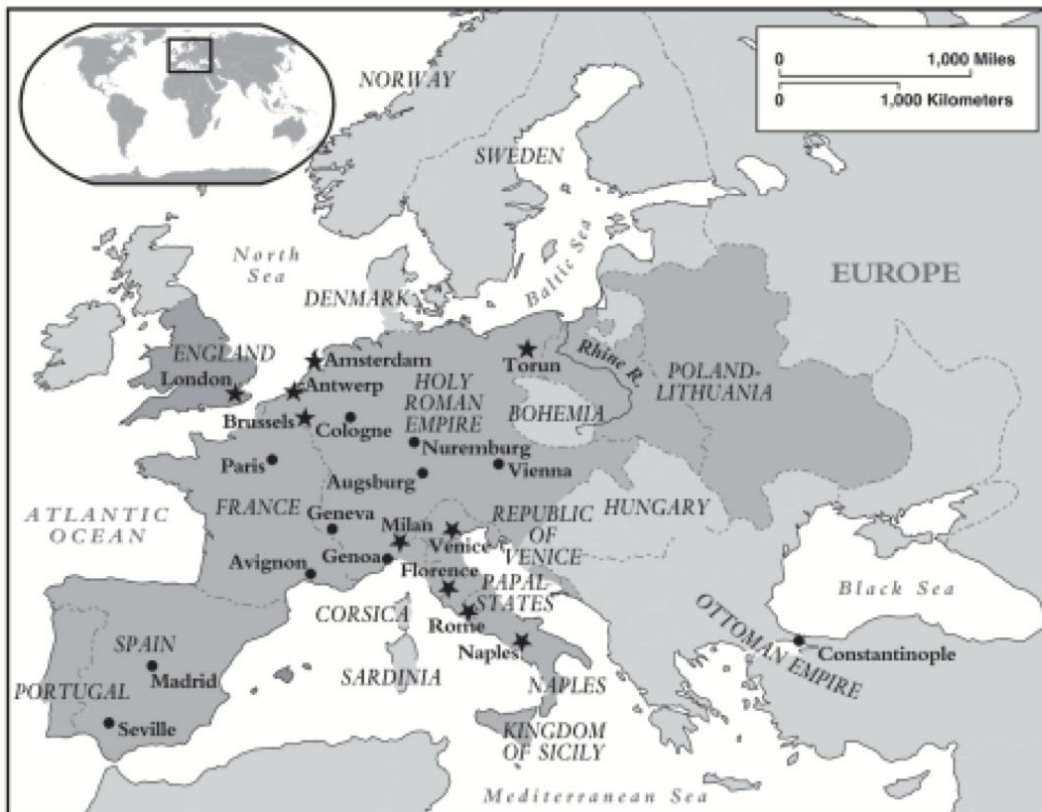 NORWAY
0 1,000 Miles
0 1,000 Kilometers
SWEDEN
North
Sea
EUROPE
DENMARK
Baltic Sea
ENGLAND
London
Amsterdam
Antwerp
HOLY
ROMAN
EMPIRE
Torun
Rhine R.
POLAND-
LITHUANIA
BOHEMIA
Brussels
Cologne
Nuremburg
Paris
Augsburg
Vienna
FRANCE
HUNGARY
ATLANTIC
OCEAN
Geneva
Milan
Venice
REPUBLIC
OF
VENICE
Avignon
Genoa
Florence
PAPAL
STATES
Black Sea
CORSICA
Rome
OTTOMAN EMPIRE
Constantinople
SPAIN
Madrid
SARDINIA
Naples
NAPLES
PORTUGAL
Seville
KINGDOM
OF SICILY
Mediterranean Sea